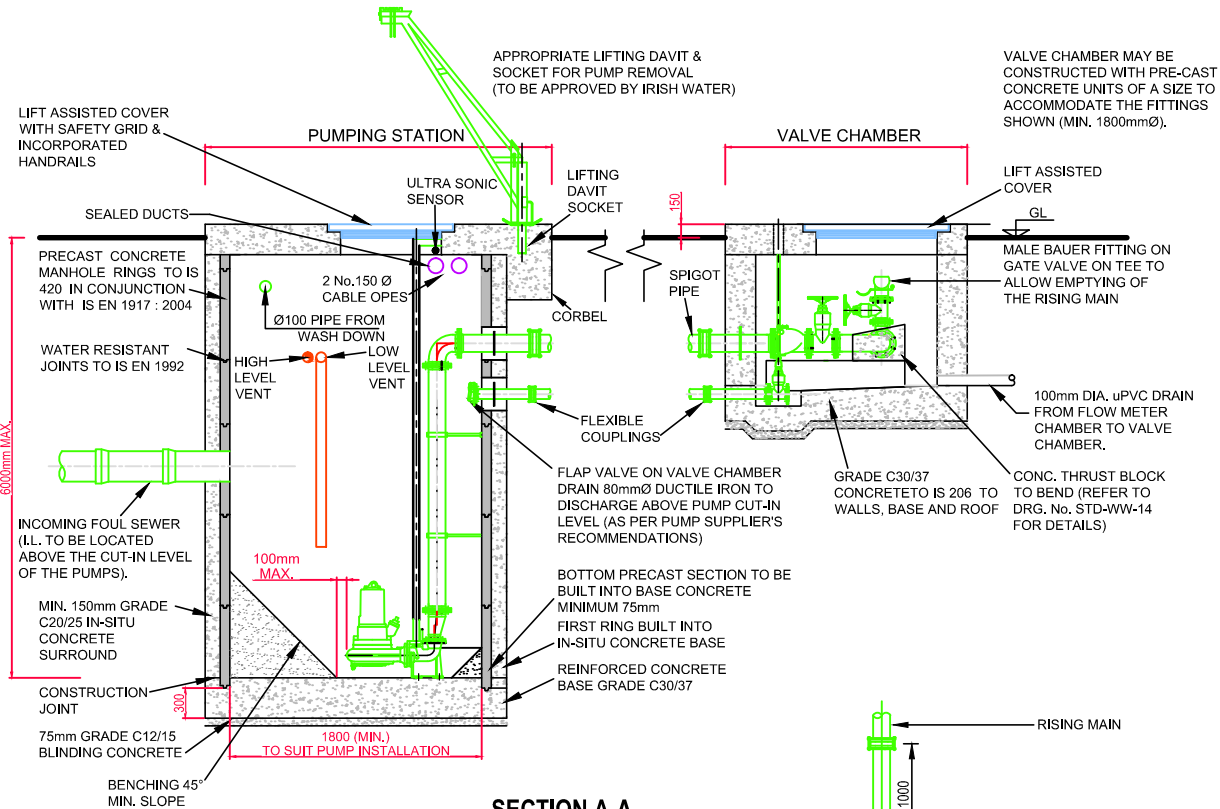 APPROPRIATE LIFTING DAVIT &
SOCKET FOR PUMP REMOVAL
(TO BE APPROVED BY IRISH WATER)
VALVE CHAMBER MAY BE
CONSTRUCTED WITH PRE-CAST
CONCRETE UNITS OF A SIZE TO
ACCOMMODATE THE FITTINGS
SHOWN (MIN. 1800mmØ).
LIFT ASSISTED COVER
WITH SAFETY GRID &
INCORPORATED
HANDRAILS
PUMPING STATION
VALVE CHAMBER
ULTRA SONIC
SENSOR
LIFTING
DAVIT
SOCKET
LIFT ASSISTED
COVER
SEALED DUCTS
150
GL
PRECAST CONCRETE
MANHOLE RINGS TO IS
420 IN CONJUNCTION
WITH IS EN 1917 : 2004
2 No.150 Ø
CABLE OPES
Ø100 PIPE FROM
WASH DOWN
CORBEL
SPIGOT
PIPE
MALE BAUER FITTING ON
GATE VALVE ON TEE TO
ALLOW EMPTYING OF
THE RISING MAIN
WATER RESISTANT
JOINTS TO IS EN 1992
HIGH
LEVEL
VENT
LOW
LEVEL
VENT
6000mm MAX.
FLEXIBLE
COUPLINGS
100mm DIA. uPVC DRAIN
FROM FLOW METER
CHAMBER TO VALVE
CHAMBER.
INCOMING FOUL SEWER
(I.L. TO BE LOCATED
ABOVE THE CUT-IN LEVEL
OF THE PUMPS).
FLAP VALVE ON VALVE CHAMBER
DRAIN 80mmØ DUCTILE IRON TO
DISCHARGE ABOVE PUMP CUT-IN
LEVEL (AS PER PUMP SUPPLIER'S
RECOMMENDATIONS)
GRADE C30/37
CONCRETETO IS 206 TO
WALLS, BASE AND ROOF
CONC. THRUST BLOCK
TO BEND (REFER TO
DRG. No. STD-WW-14
FOR DETAILS)
100mm
MAX.
MIN. 150mm GRADE
C20/25 IN-SITU
CONCRETE
SURROUND
BOTTOM PRECAST SECTION TO BE
BUILT INTO BASE CONCRETE
MINIMUM 75mm
FIRST RING BUILT INTO
IN-SITU CONCRETE BASE
REINFORCED CONCRETE
BASE GRADE C30/37
CONSTRUCTION
JOINT
300
75mm GRADE C12/15
BLINDING CONCRETE
1800 (MIN.)
TO SUIT PUMP INSTALLATION
BENCHING 45°
MIN. SLOPE
RISING MAIN
1000
SECTION A-A